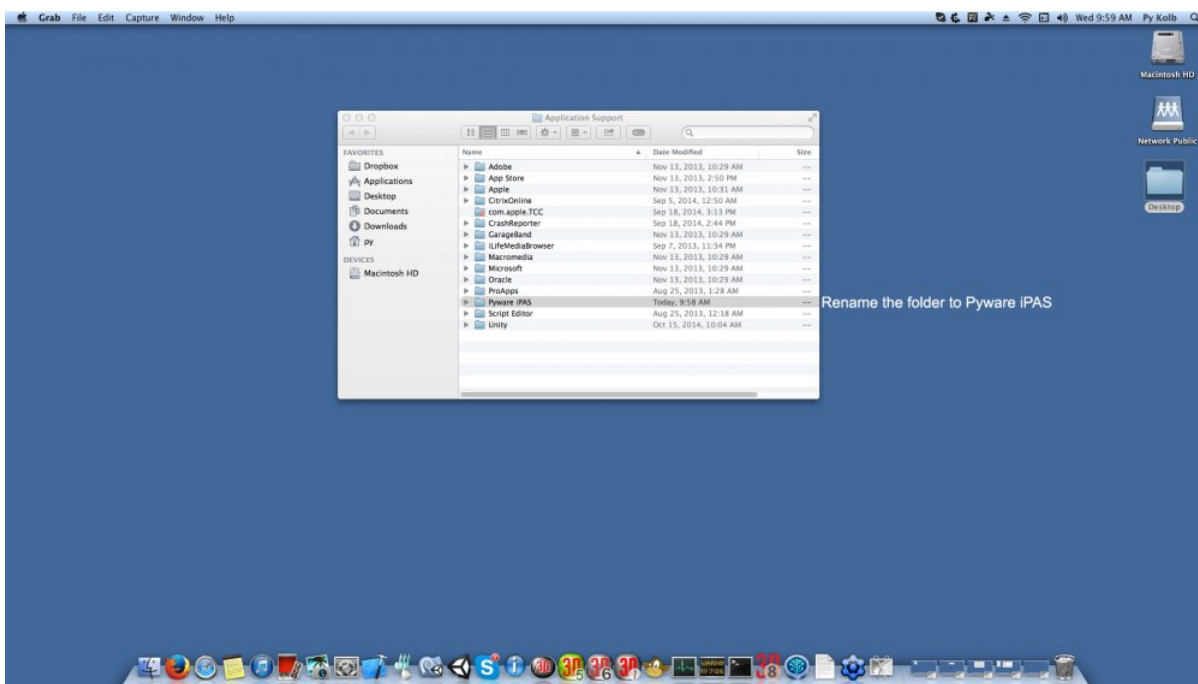 Grab File Edit Capture Window Help
Wed 9:59 AM Py Kolb
Macintosh HD
Network Public
Desktop
Application Support
FAVORITES
Dropbox
Applications
Desktop
Documents
Downloads
py
DEVICES
Macintosh HD
Name Date Modified Size
Adobe Nov 13, 2013, 10:29 AM --
App Store Nov 13, 2013, 2:50 PM --
Apple Nov 13, 2013, 10:31 AM --
CitrixOnline Sep 5, 2014, 12:50 AM --
com.apple.TCC Sep 18, 2014, 3:13 PM --
CrashReporter Sep 18, 2014, 2:44 PM --
GarageBand Nov 13, 2013, 10:29 AM --
iLifeMediaBrowser Sep 7, 2013, 11:34 PM --
Macromedia Nov 13, 2013, 10:29 AM --
Microsoft Nov 13, 2013, 10:29 AM --
Oracle Nov 13, 2013, 10:29 AM --
ProApps Aug 25, 2013, 1:28 AM --
Pyware iPAS Today, 9:58 AM --
Script Editor Aug 25, 2013, 12:18 AM --
Unity Oct 15, 2014, 10:04 AM --
Rename the folder to Pyware iPAS